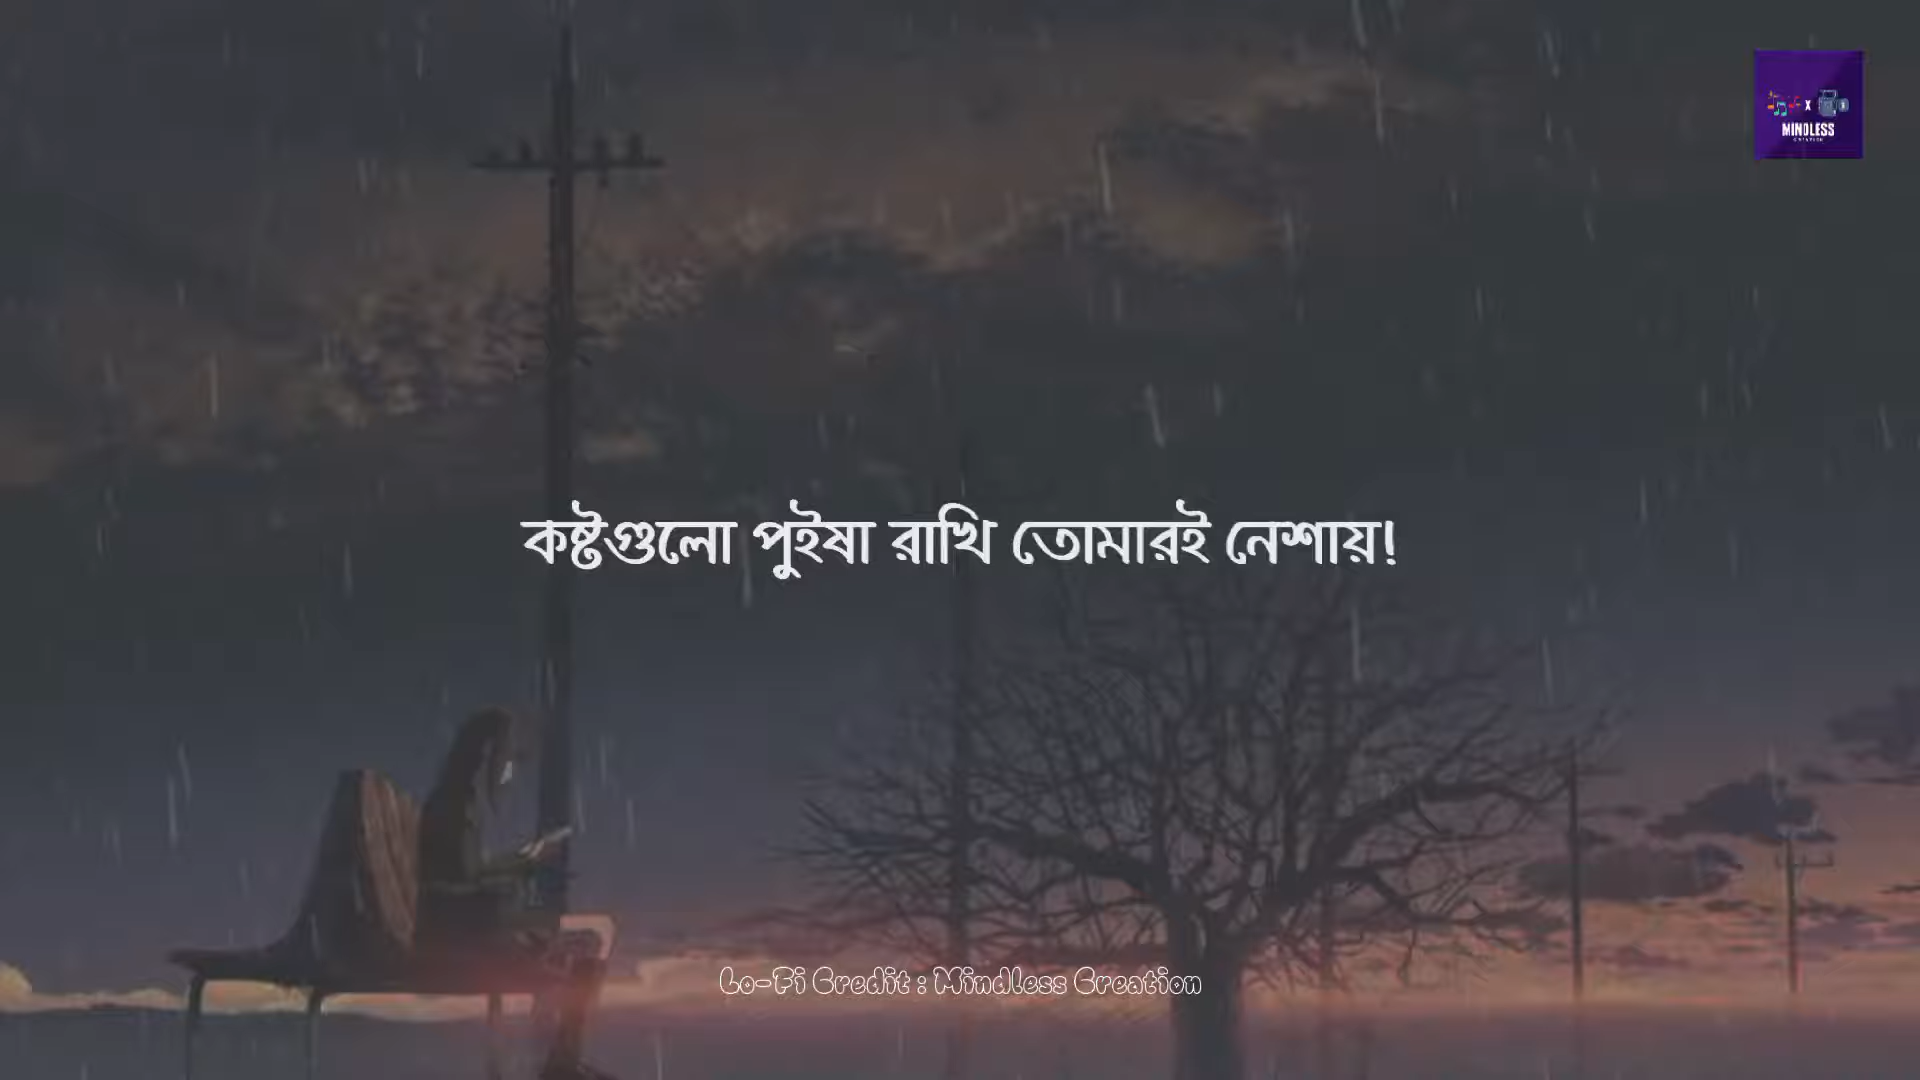 MINDLESS
কষ্টগুলো পুইষা রাখি তোমারই নেশায়!
Lo-Fi Credit : Mindless Creation